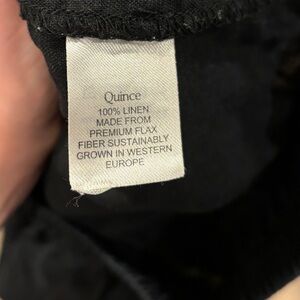 Quince
100% LINEN
MADE FROM
PREMIUM FLAX
FIBER SUSTAINABLY
GROWN IN WESTERN
EUROPE